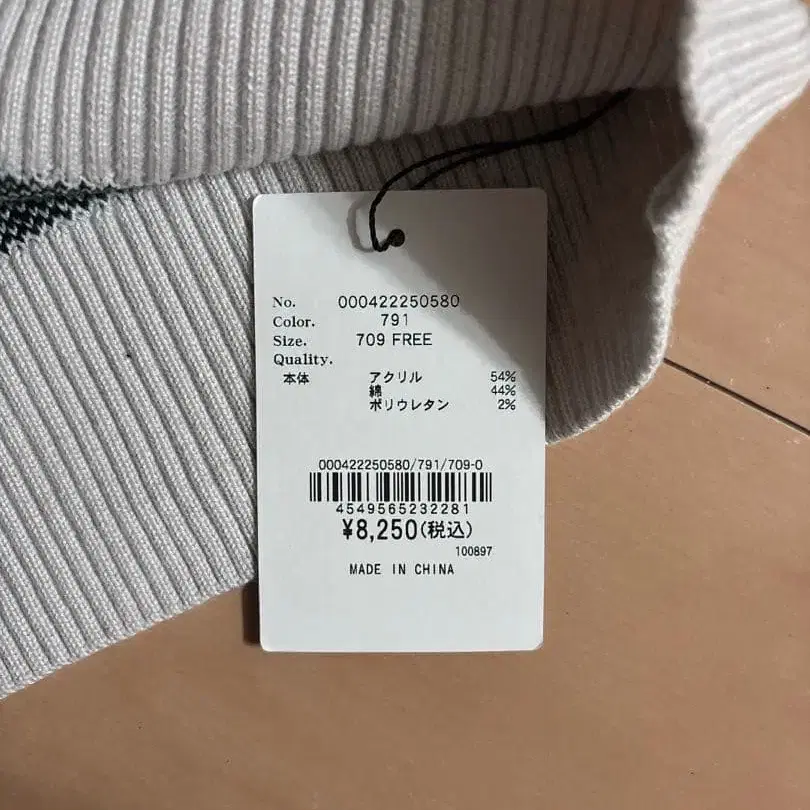 No. 000422250580
Color. 791
Size. 709 FREE
Quality.
本体 アクリル 54%
綿 44%
ポリウレタン 2%
000422250580/791/709-0
4549565232281
¥8,250(税込)
100897
MADE IN CHINA